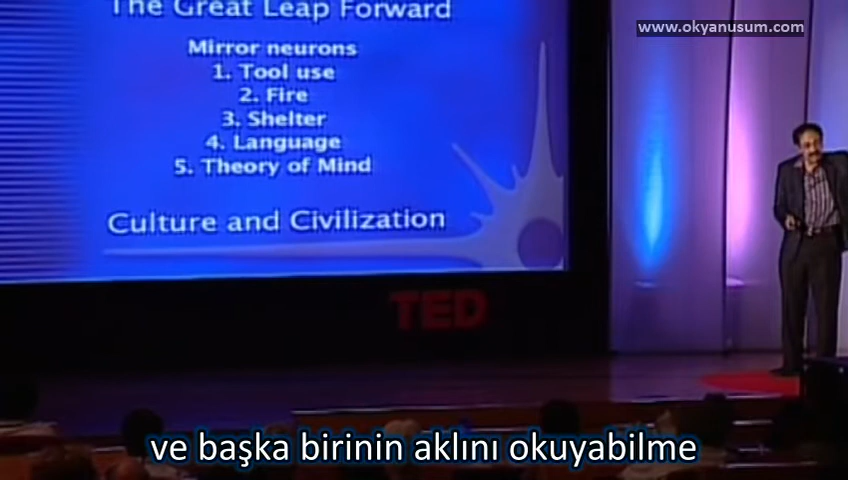 www.okyanusum.com
The Great Leap Forward
Mirror neurons
1. Tool use
2. Fire
3. Shelter
4. Language
5. Theory of Mind
Culture and Civilization
TED
ve başka birinin aklını okuyabilme